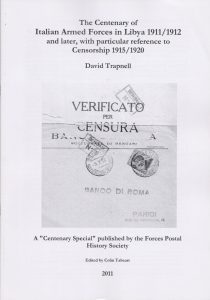 The Centenary of
Italian Armed Forces in Libya 1911/1912
and later, with particular reference to
Censorship 1915/1920
David Trapnell
VERIFICATO
PER
CENSURA
BANCO DI ROMA
PARIGI
A "Centenary Special" published by the Forces Postal
History Society
Edited by Colin Tabeart
2011